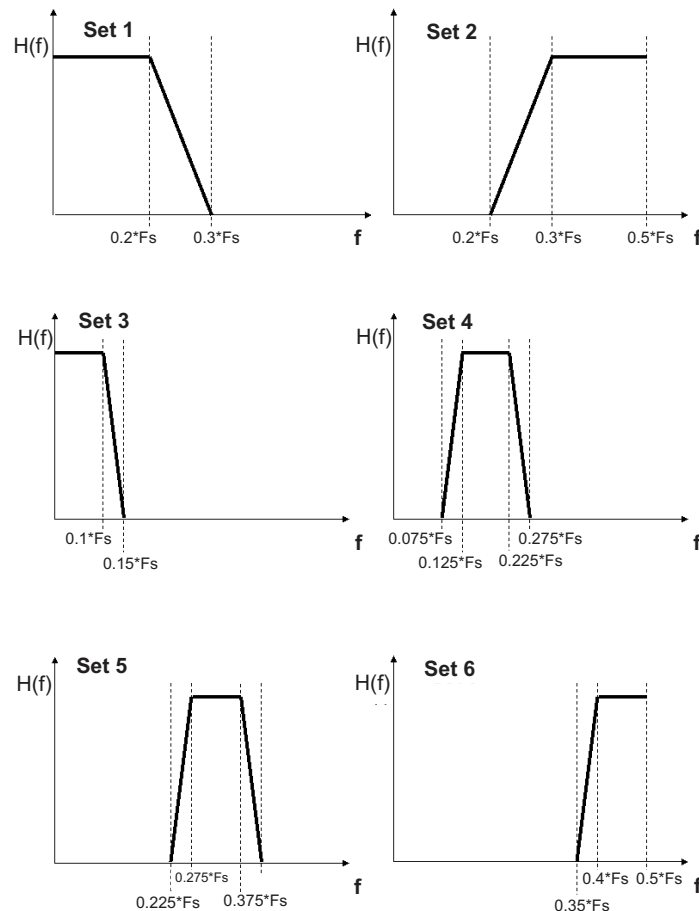 Set 1
H(f)
0.2*Fs
0.3*Fs
f
Set 2
H(f)
0.2*Fs
0.3*Fs
0.5*Fs
f
Set 3
H(f)
0.1*Fs
0.15*Fs
f
Set 4
H(f)
0.075*Fs
0.275*Fs
0.125*Fs
0.225*Fs
f
Set 5
H(f)
0.275*Fs
0.225*Fs
0.375*Fs
f
Set 6
H(f)
0.4*Fs
0.5*Fs
0.35*Fs
f